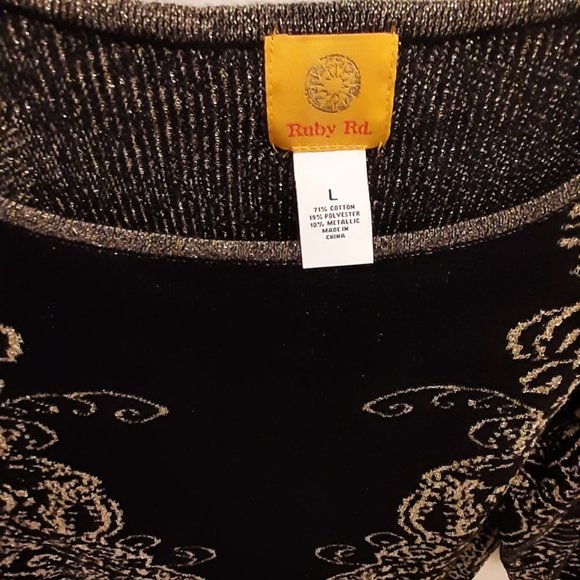 Ruby Rd.
L
71% COTTON
19% POLYESTER
10% METALLIC
MADE IN
CHINA